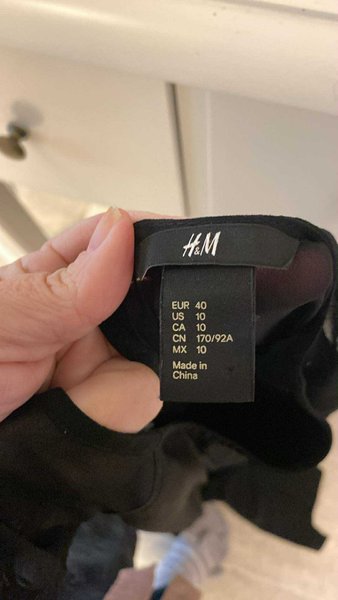 H&M
EUR 40
US 10
CA 10
CN 170/92A
MX 10
Made in
China